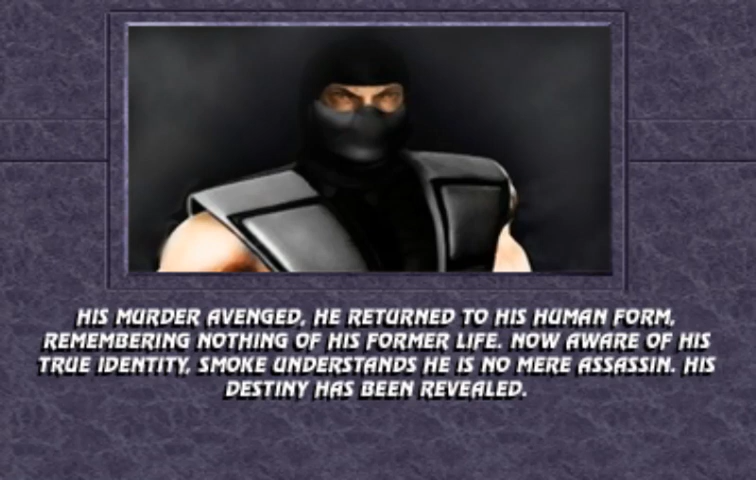 HIS MURDER AVENGED, HE RETURNED TO HIS HUMAN FORM,
REMEMBERING NOTHING OF HIS FORMER LIFE. NOW AWARE OF HIS
TRUE IDENTITY, SMOKE UNDERSTANDS HE IS NO MERE ASSASSIN. HIS
DESTINY HAS BEEN REVEALED.